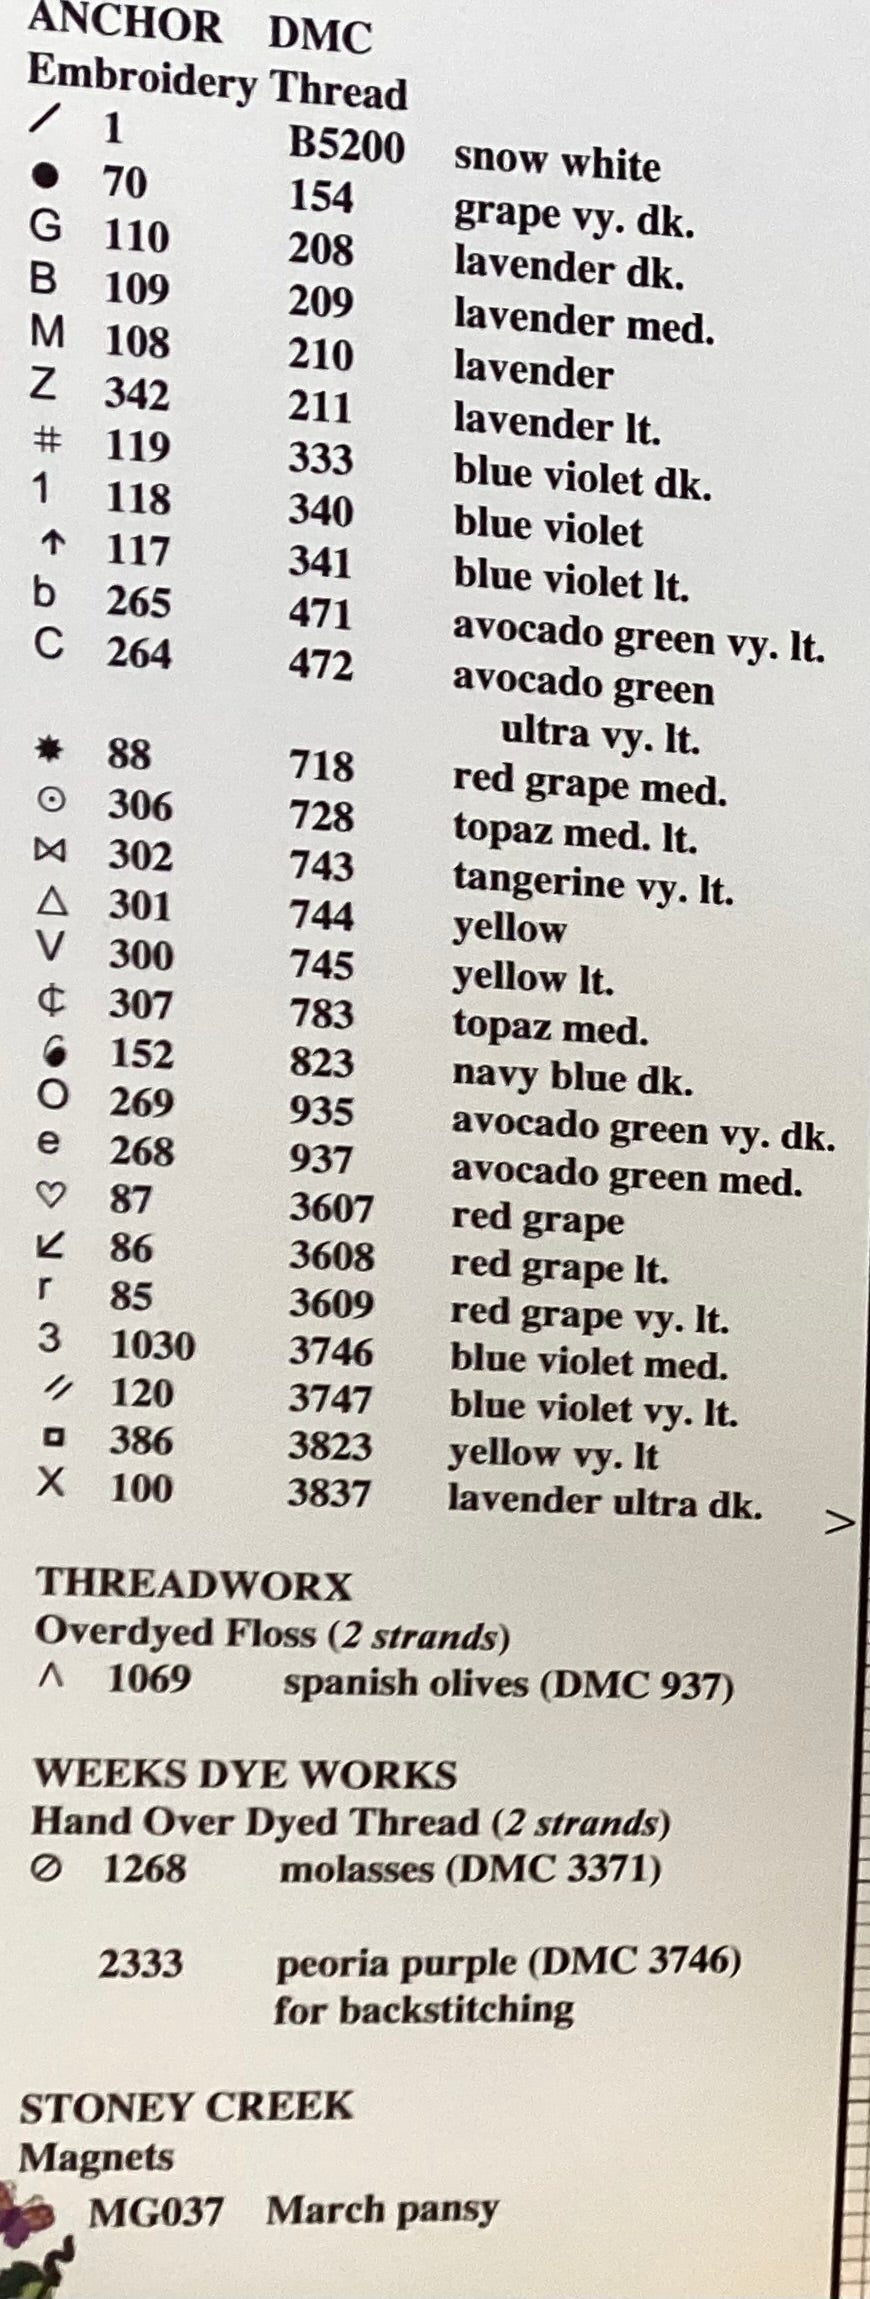 ANCHOR DMC
Embroidery Thread
/ 1 B5200 snow white
● 70 154 grape vy. dk.
G 110 208 lavender dk.
B 109 209 lavender med.
M 108 210 lavender
Z 342 211 lavender lt.
# 119 333 blue violet dk.
1 118 340 blue violet
↑ 117 341 blue violet lt.
b 265 471 avocado green vy. lt.
C 264 472 avocado green
ultra vy. lt.
✷ 88 718 red grape med.
⊙ 306 728 topaz med. lt.
⋈ 302 743 tangerine vy. lt.
△ 301 744 yellow
V 300 745 yellow lt.
¢ 307 783 topaz med.
152 823 navy blue dk.
O 269 935 avocado green vy. dk.
e 268 937 avocado green med.
♡ 87 3607 red grape
↙ 86 3608 red grape lt.
r 85 3609 red grape vy. lt.
3 1030 3746 blue violet med.
// 120 3747 blue violet vy. lt.
◘ 386 3823 yellow vy. lt
X 100 3837 lavender ultra dk. >
THREADWORX
Overdyed Floss (2 strands)
∧ 1069 spanish olives (DMC 937)
WEEKS DYE WORKS
Hand Over Dyed Thread (2 strands)
⊘ 1268 molasses (DMC 3371)
2333 peoria purple (DMC 3746)
for backstitching
STONEY CREEK
Magnets
MG037 March pansy